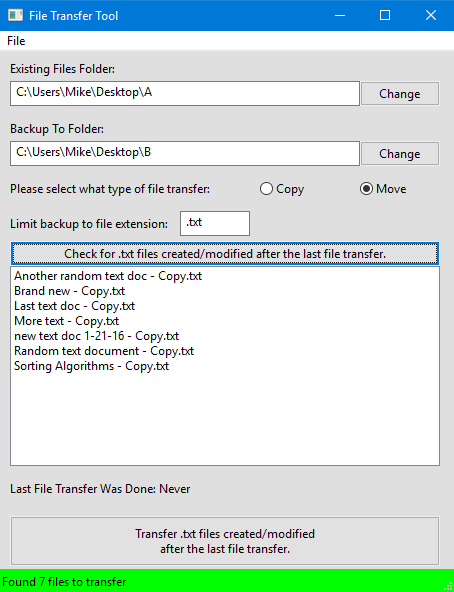 File Transfer Tool
File
Existing Files Folder:
C:\Users\Mike\Desktop\A
Change
Backup To Folder:
C:\Users\Mike\Desktop\B
Change
Please select what type of file transfer:
Copy
Move
Limit backup to file extension:
.txt
Check for .txt files created/modified after the last file transfer.
Another random text doc - Copy.txt
Brand new - Copy.txt
Last text doc - Copy.txt
More text - Copy.txt
new text doc 1-21-16 - Copy.txt
Random text document - Copy.txt
Sorting Algorithms - Copy.txt
Last File Transfer Was Done: Never
Transfer .txt files created/modified
after the last file transfer.
Found 7 files to transfer